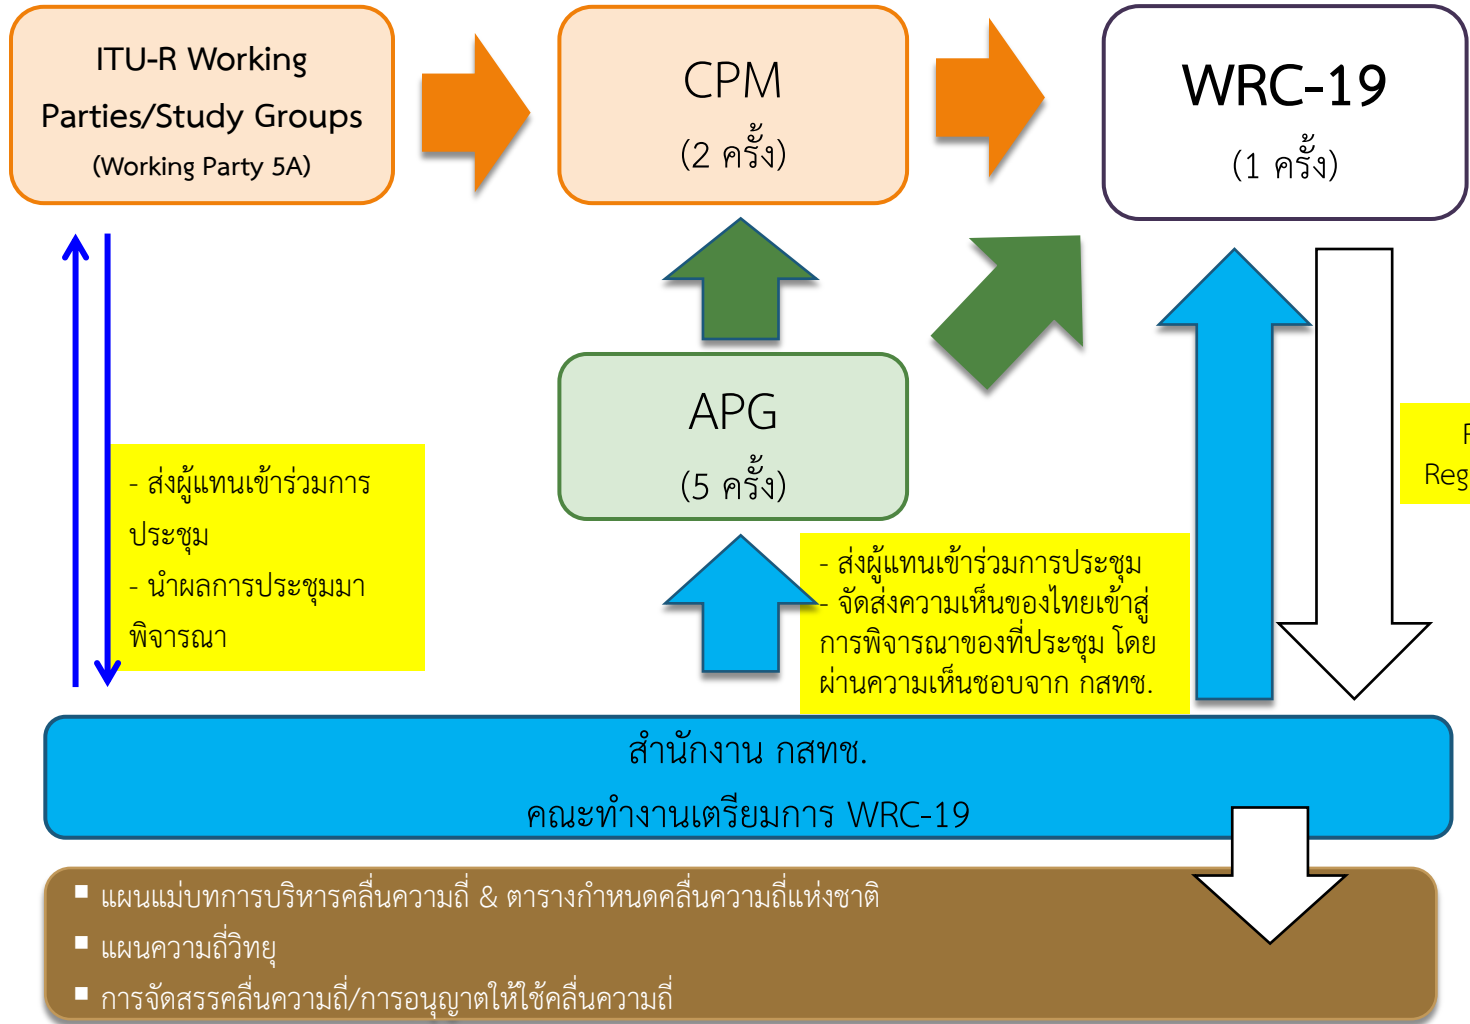 ITU-R Working
Parties/Study Groups
(Working Party 5A)
CPM
(2 ครั้ง)
WRC-19
(1 ครั้ง)
APG
(5 ครั้ง)
- ส่งผู้แทนเข้าร่วมการ
ประชุม
- นำผลการประชุมมา
พิจารณา
- ส่งผู้แทนเข้าร่วมการประชุม
- จัดส่งความเห็นของไทยเข้าสู่
การพิจารณาของที่ประชุม โดย
ผ่านความเห็นชอบจาก กสทช.
สำนักงาน กสทช.
คณะทำงานเตรียมการ WRC-19
▪ แผนแม่บทการบริหารคลื่นความถี่ & ตารางกำหนดคลื่นความถี่แห่งชาติ
▪ แผนความถี่วิทยุ
▪ การจัดสรรคลื่นความถี่/การอนุญาตให้ใช้คลื่นความถี่